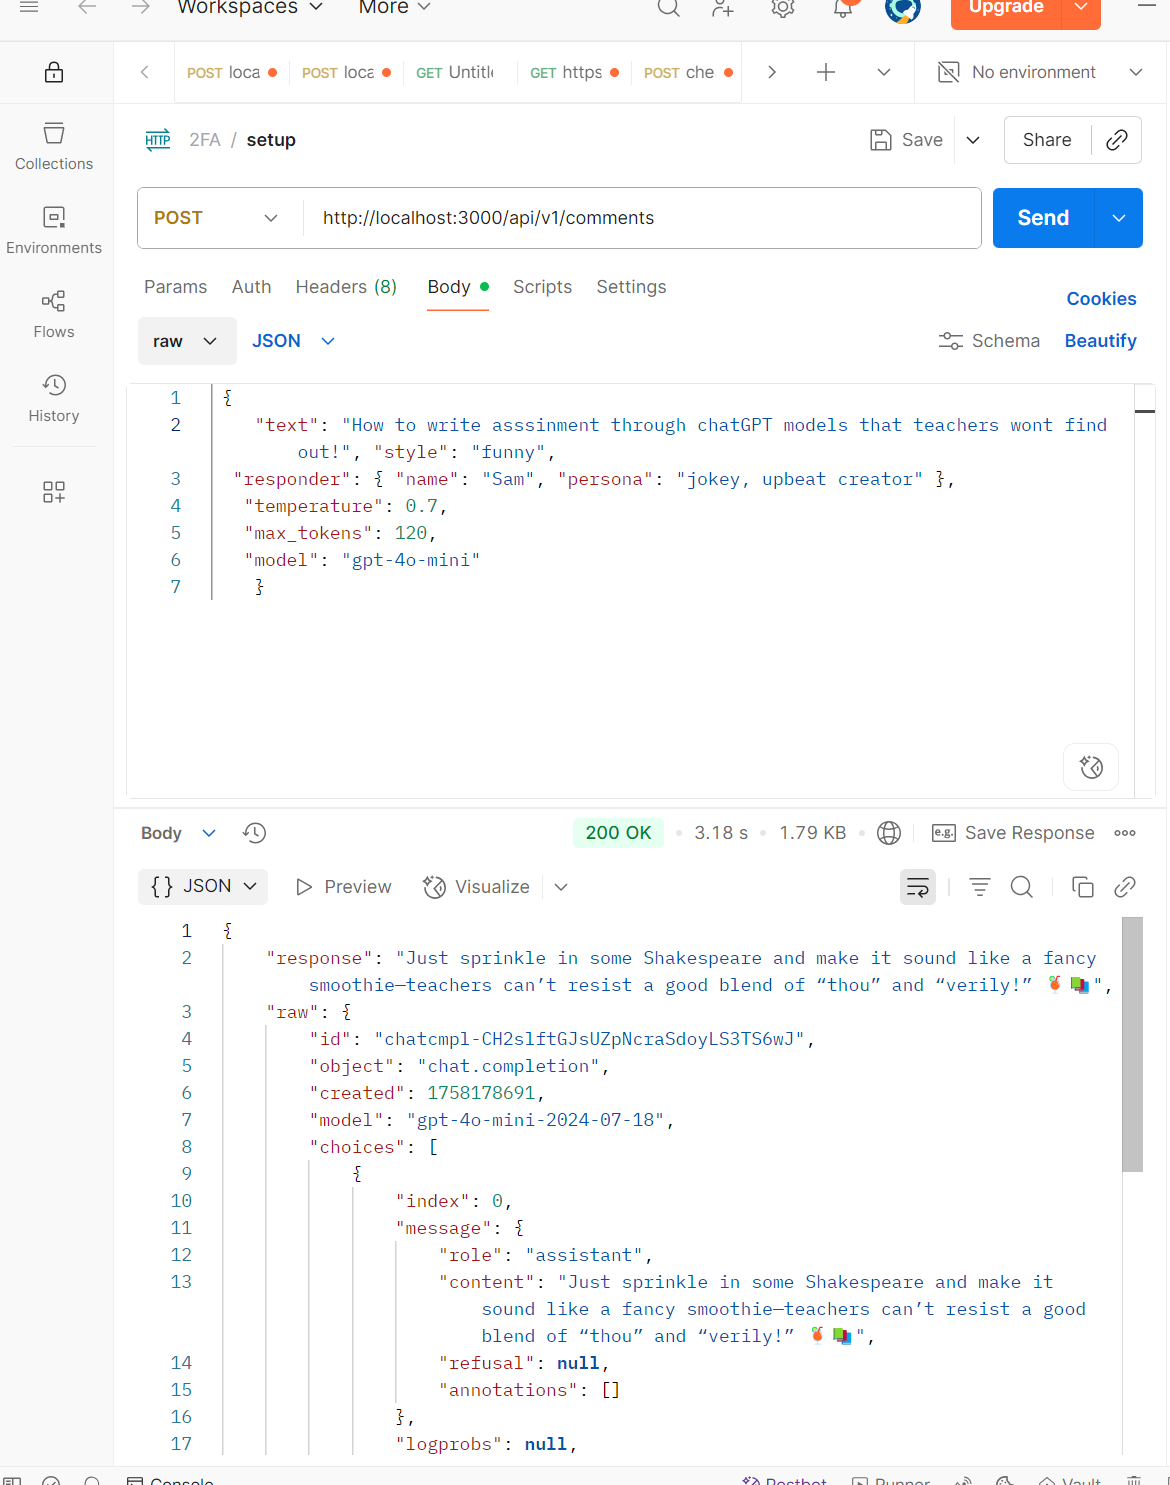 Workspaces More Upgrade
POST loca POST loca GET Untitl GET https POST che No environment
HTTP 2FA / setup Save Share
Collections
POST http://localhost:3000/api/v1/comments Send
Environments
Params Auth Headers (8) Body Scripts Settings
Cookies
Flows
raw JSON Schema Beautify
History
1 {
2 "text": "How to write asssinment through chatGPT models that teachers wont find
out!", "style": "funny",
3 "responder": { "name": "Sam", "persona": "jokey, upbeat creator" },
4 "temperature": 0.7,
5 "max_tokens": 120,
6 "model": "gpt-4o-mini"
7 }
Body 200 OK • 3.18 s • 1.79 KB • e.g. Save Response
{} JSON Preview Visualize
1 {
2 "response": "Just sprinkle in some Shakespeare and make it sound like a fancy
smoothie—teachers can’t resist a good blend of “thou” and “verily!” 🍹📚",
3 "raw": {
4 "id": "chatcmpl-CH2slftGJsUZpNcraSdoyLS3TS6wJ",
5 "object": "chat.completion",
6 "created": 1758178691,
7 "model": "gpt-4o-mini-2024-07-18",
8 "choices": [
9 {
10 "index": 0,
11 "message": {
12 "role": "assistant",
13 "content": "Just sprinkle in some Shakespeare and make it
sound like a fancy smoothie—teachers can’t resist a good
blend of “thou” and “verily!” 🍹📚",
14 "refusal": null,
15 "annotations": []
16 },
17 "logprobs": null,
Console Postbot Runner Vault